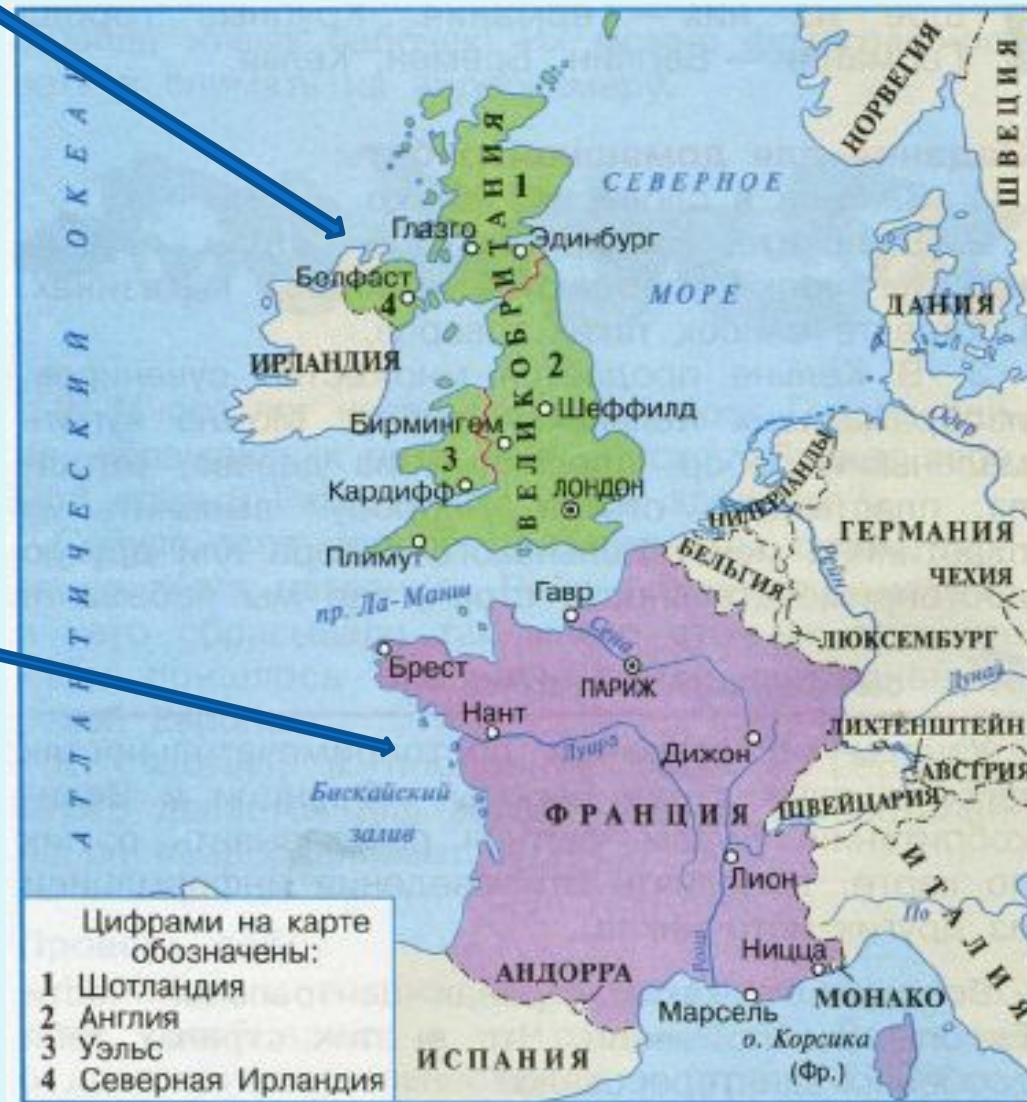 АТЛАНТИЧЕСКИЙ ОКЕАН
НОРВЕГИЯ
ШВЕЦИЯ
СЕВЕРНОЕ
МОРЕ
ВЕЛИКОБРИТАНИЯ
1
Глазго
Эдинбург
Белфаст
4
ИРЛАНДИЯ
ДАНИЯ
2
Шеффилд
Бирмингем
3
Кардифф
ЛОНДОН
Плимут
НИДЕРЛАНДЫ
БЕЛЬГИЯ
Рейн
ГЕРМАНИЯ
ЧЕХИЯ
ЛЮКСЕМБУРГ
пр. Ла-Манш
Гавр
Сена
Брест
ПАРИЖ
Дунай
Нант
Луара
Дижон
ЛИХТЕНШТЕЙН
АВСТРИЯ
ШВЕЙЦАРИЯ
Бискайский
залив
ФРАНЦИЯ
Лион
ИТАЛИЯ
По
Рона
Ницца
АНДОРРА
МОНАКО
Марсель
о. Корсика
(Фр.)
ИСПАНИЯ
Цифрами на карте
обозначены:
1 Шотландия
2 Англия
3 Уэльс
4 Северная Ирландия